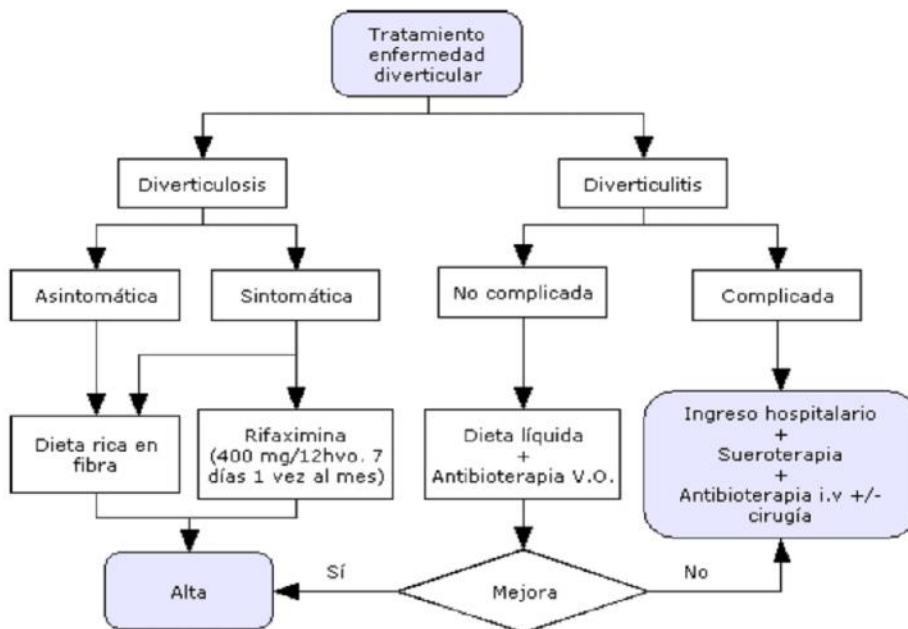 Tratamiento
enfermedad
diverticular
Diverticulosis
Diverticulitis
Asintomática
Sintomática
No complicada
Complicada
Dieta rica en
fibra
Rifaximina
(400 mg/12hvo. 7
días 1 vez al mes)
Dieta líquida
+
Antibioterapia V.O.
Ingreso hospitalario
+
Sueroterapia
+
Antibioterapia i.v +/-
cirugía
Alta
Sí
Mejora
No